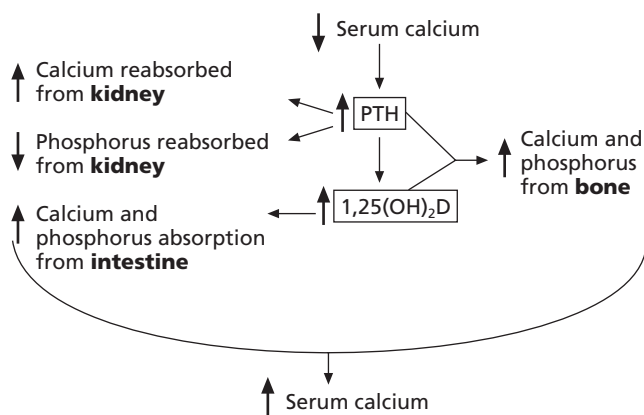 Serum calcium
Calcium reabsorbed
from kidney
PTH
Phosphorus reabsorbed
from kidney
Calcium and
phosphorus
from bone
1,25(OH)₂D
Calcium and
phosphorus absorption
from intestine
Serum calcium